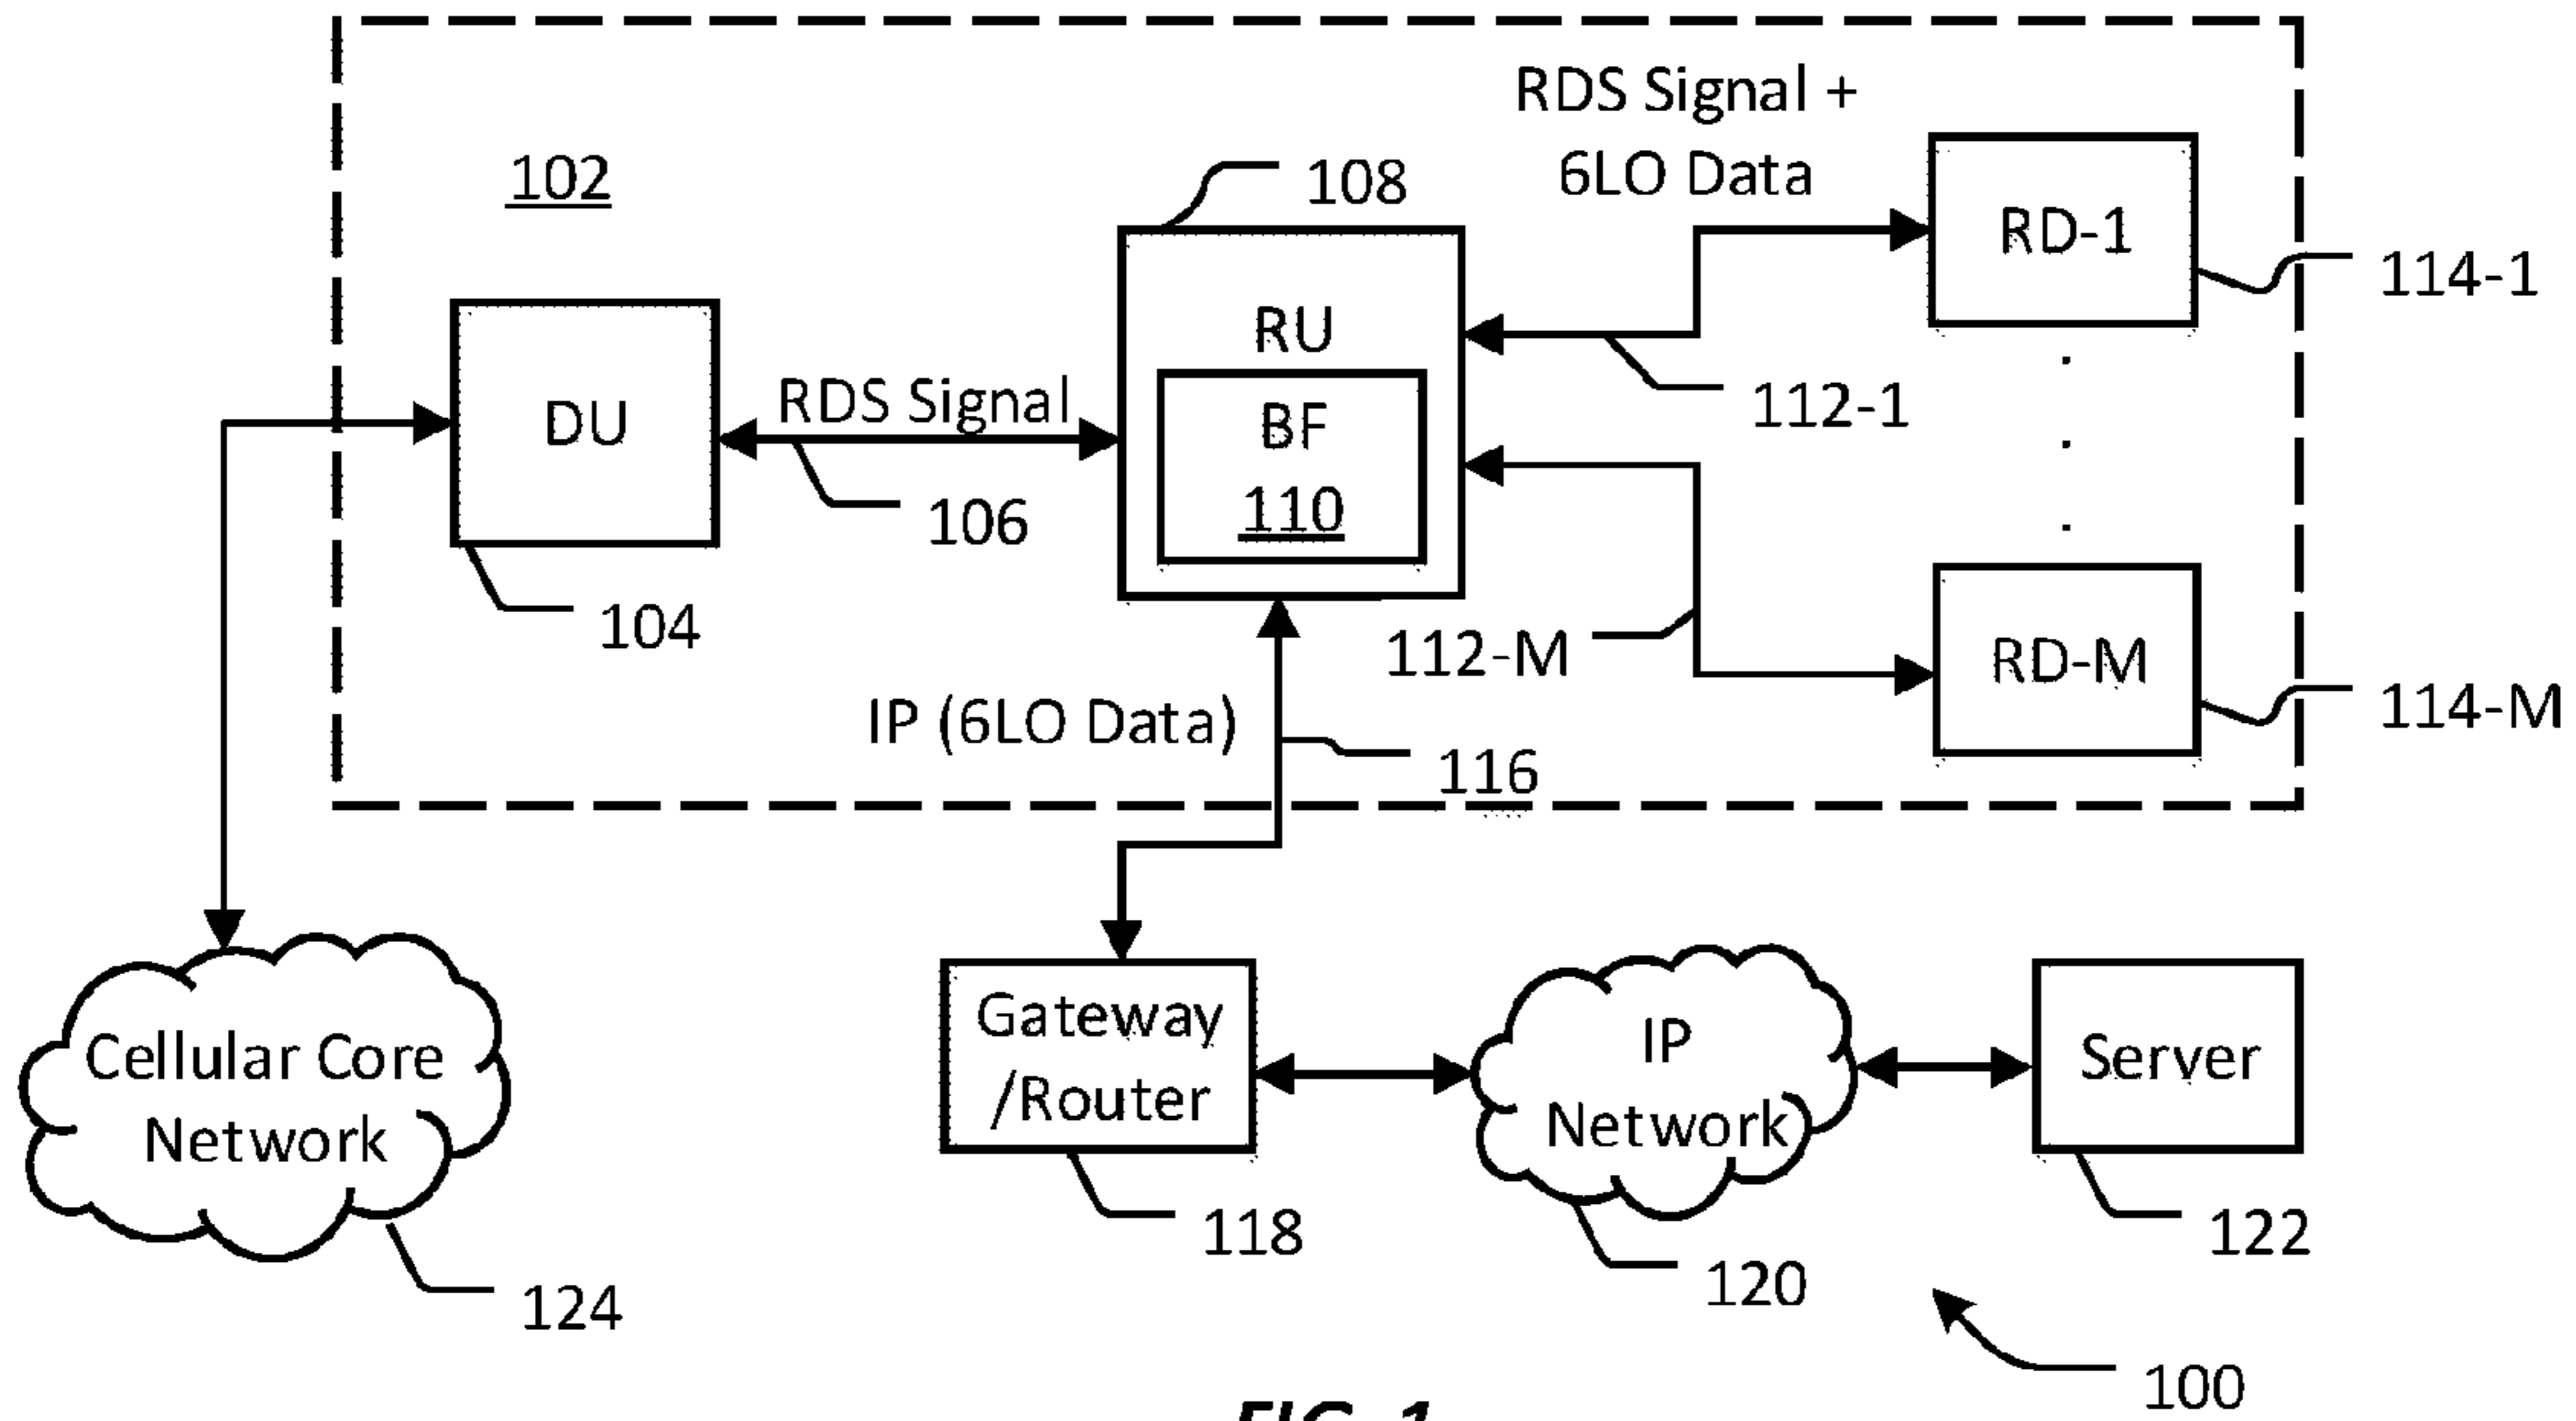 RDS Signal +
6LO Data
102
108
RD-1
114-1
RU
DU
RDS Signal
BF
110
112-1
106
104
112-M
RD-M
114-M
IP (6LO Data)
116
Cellular Core
Network
Gateway
/Router
IP
Network
Server
118
120
122
124
100
FIG. 1